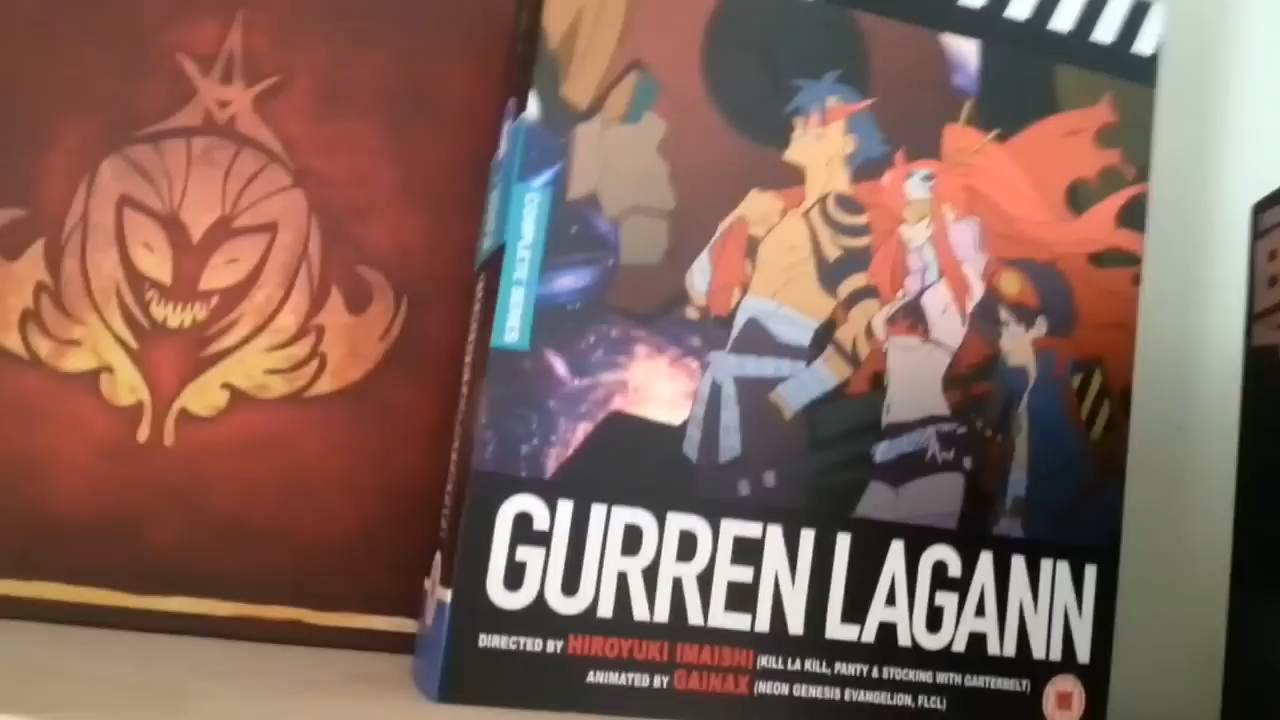 COMPLETE SERIES
GURREN LAGANN
DIRECTED BY HIROYUKI IMAISHI (KILL LA KILL, PANTY & STOCKING WITH GARTERBELT)
ANIMATED BY GAINAX (NEON GENESIS EVANGELION, FLCL)